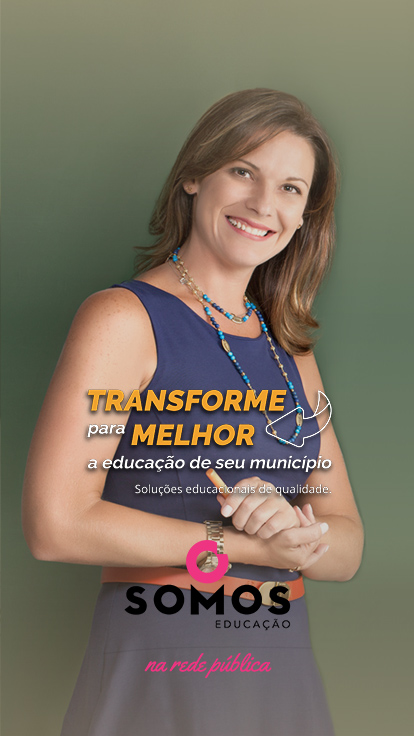 TRANSFORME
para MELHOR
a educação de seu município
Soluções educacionais de qualidade.
SOMOS
EDUCAÇÃO
na rede pública